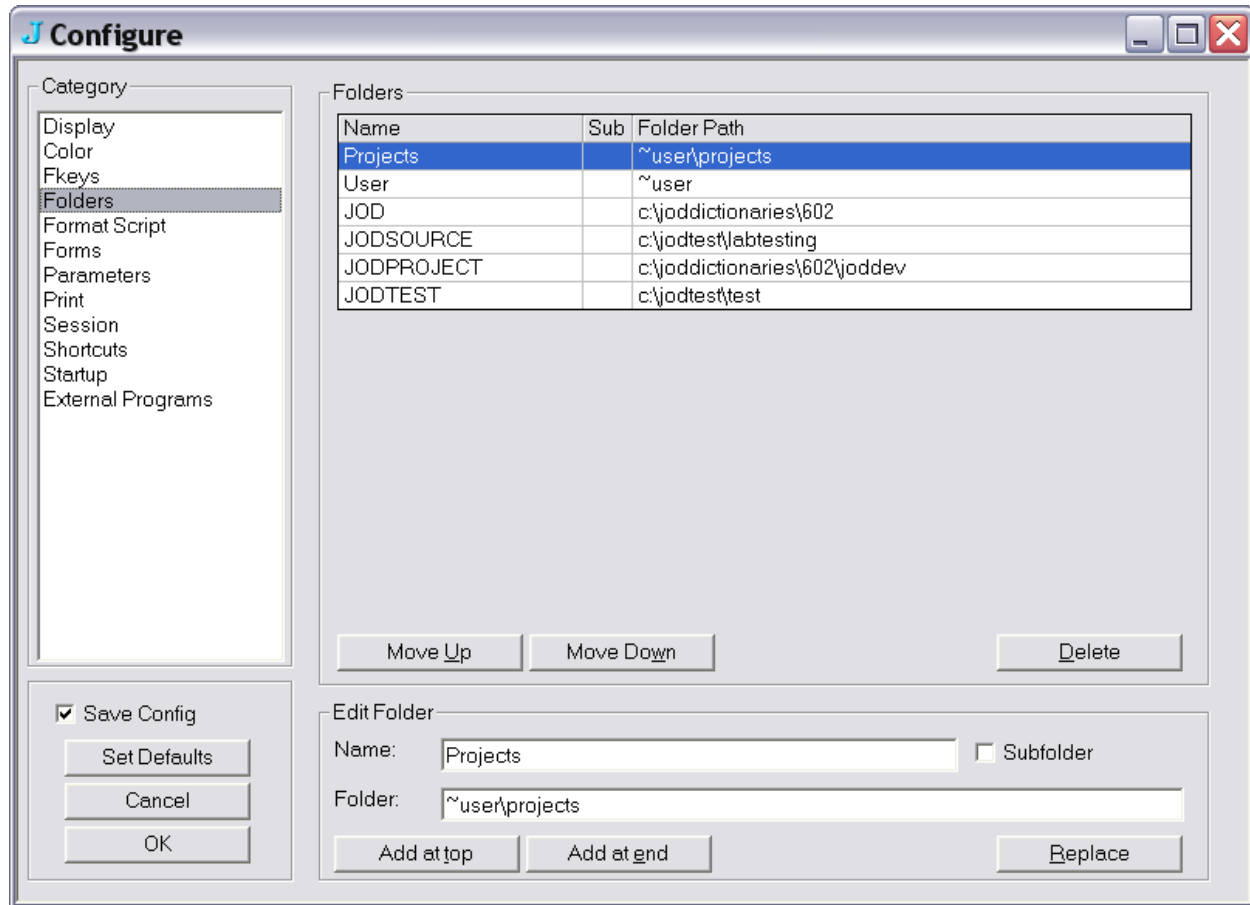 J Configure
Category
Display
Color
Fkeys
Folders
Format Script
Forms
Parameters
Print
Session
Shortcuts
Startup
External Programs
Save Config
Set Defaults
Cancel
OK
Folders
Name Sub Folder Path
Projects ~user\projects
User ~user
JOD c:\joddictionaries\602
JODSOURCE c:\jodtest\labtesting
JODPROJECT c:\joddictionaries\602\joddev
JODTEST c:\jodtest\test
Move Up Move Down Delete
Edit Folder
Name: Projects Subfolder
Folder: ~user\projects
Add at top Add at end Replace